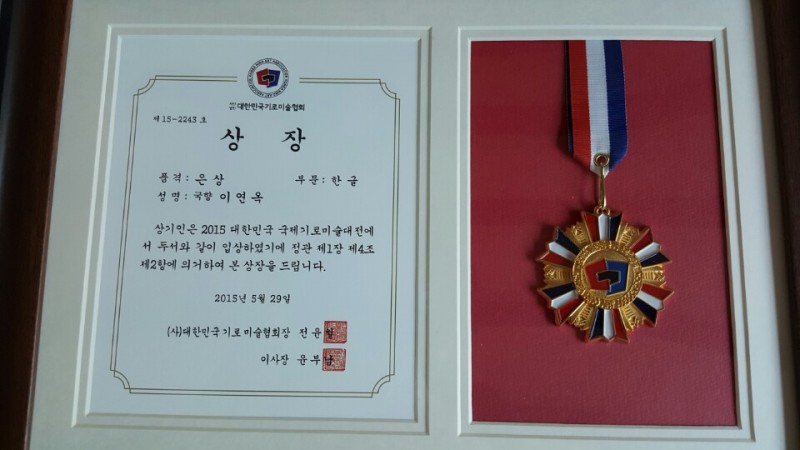 대한민국기로미술협회
제 15-2243 호
상 장
품격: 은상 부문: 한글
성명: 국향 이연옥
상기인은 2015 대한민국 국제기로미술대전에
서 두서와 같이 입상하였기에 정관 제1장 제4조
제2항에 의거하여 본 상장을 드립니다.
2015년 5월 29일
(사)대한민국기로미술협회장 전윤
이사장 윤부남